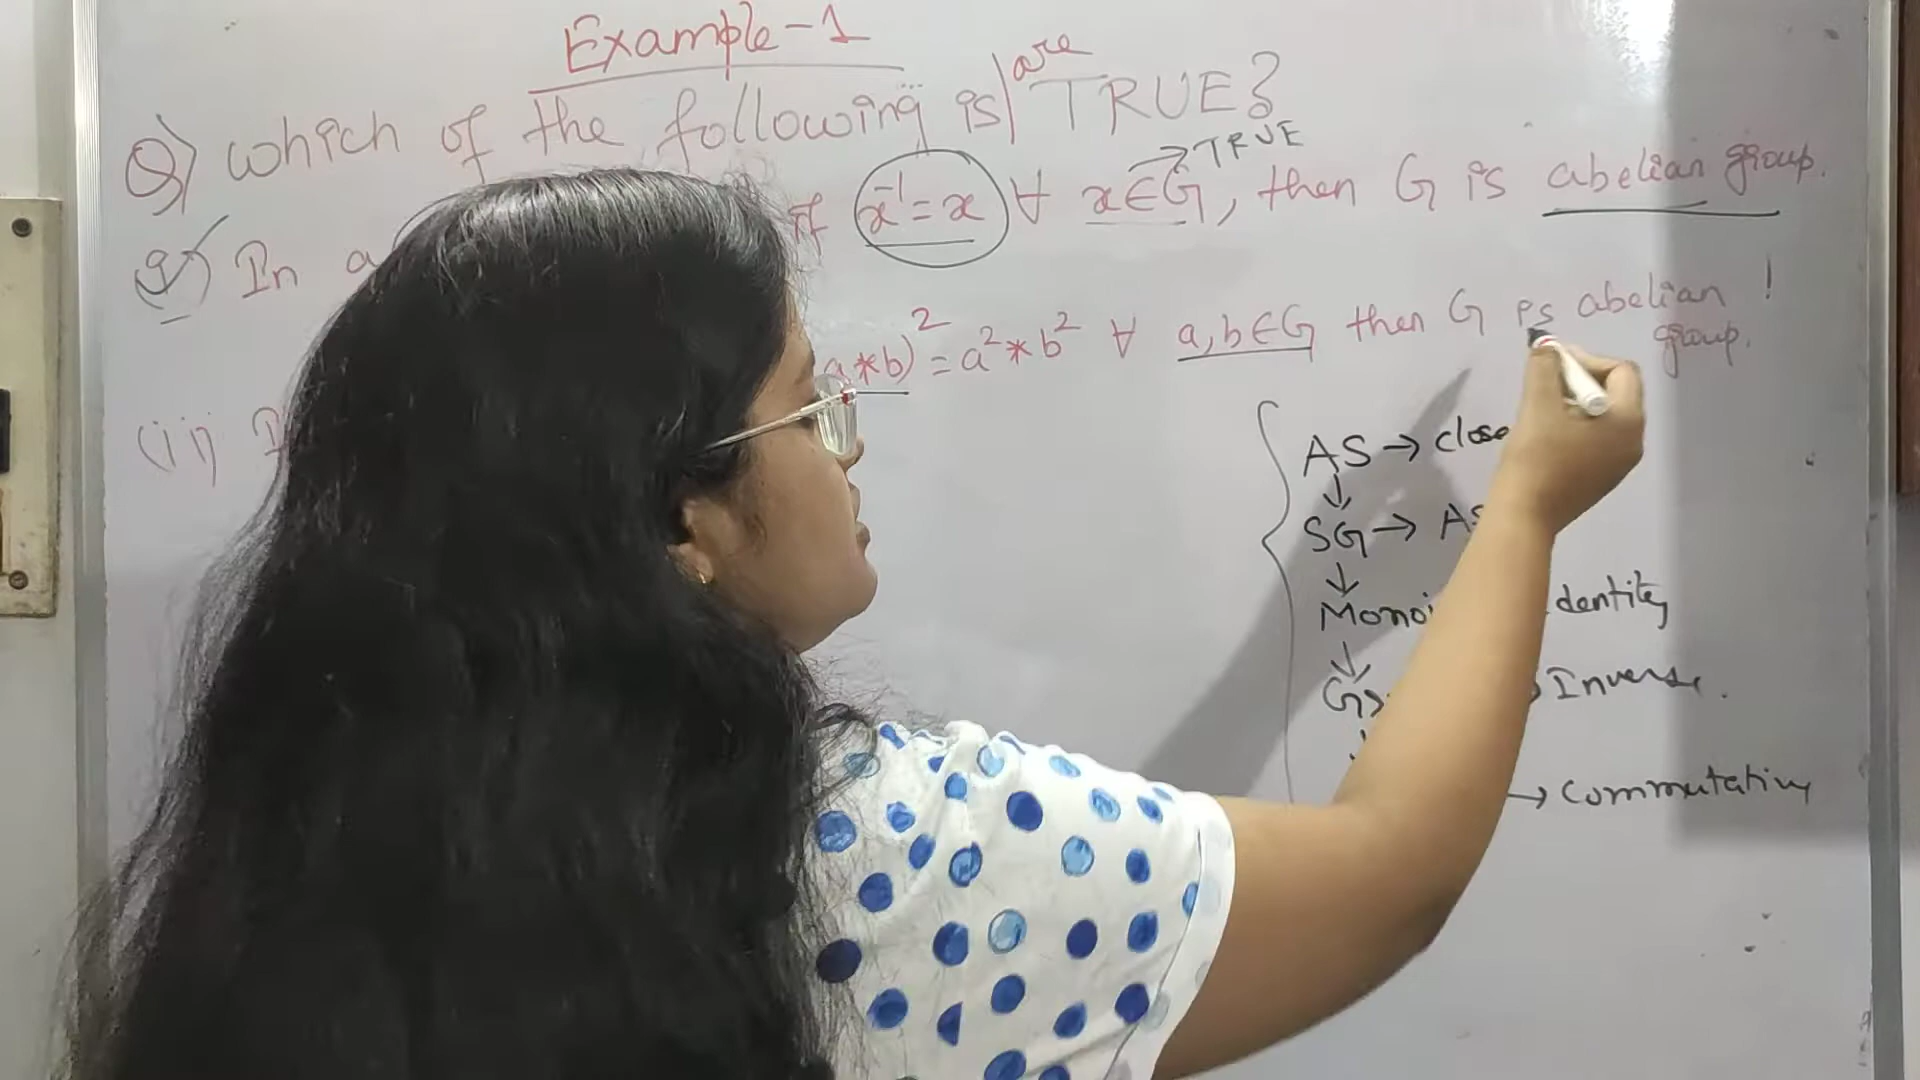 Example-1
Q) which of the following is/are TRUE?
→ TRUE
i) In a if x⁻¹ = x ∀ x∈G, then G is abelian group.
(ii) a*b)² = a² * b² ∀ a,b∈G then G is abelian group.
AS → close
↓
SG → AS
↓
Monoi dentity
↓
G → Inverse.
↓
→ Commutative